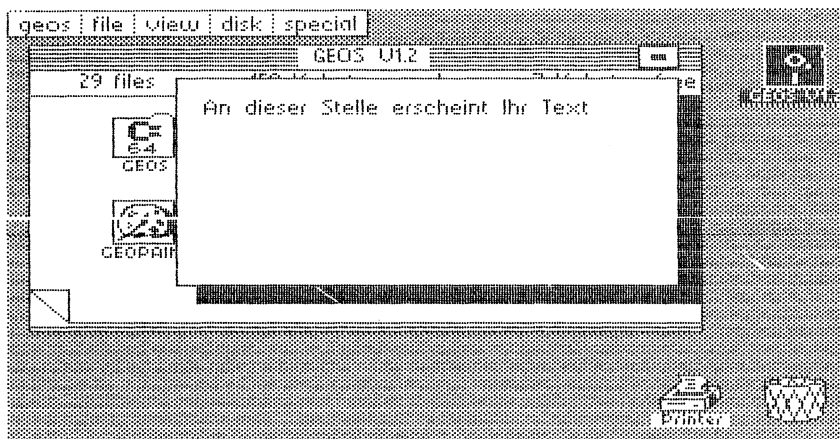 geos file view disk special
GEOS V1.2
29 files
An dieser Stelle erscheint Ihr Text
64
GEOS
GEOPAIN
Printer